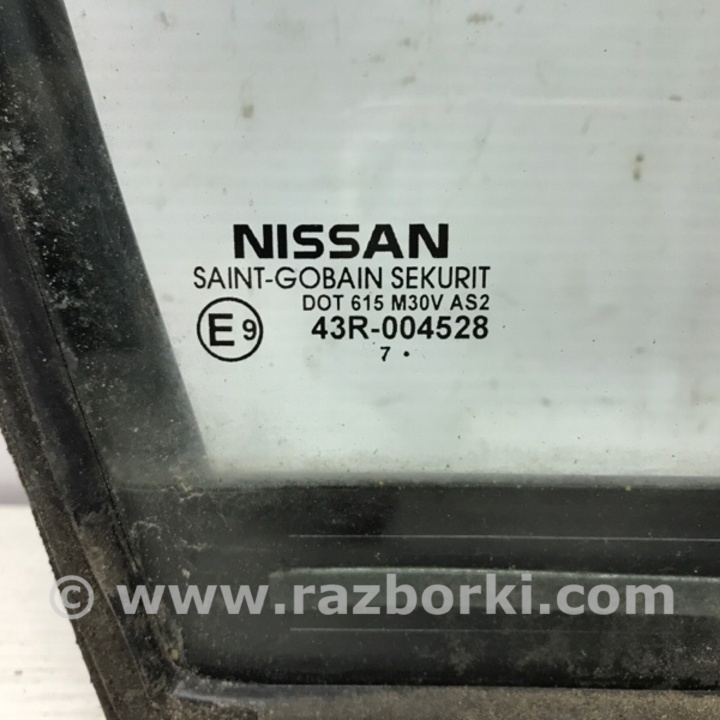 NISSAN
SAINT-GOBAIN SEKURIT
DOT 615 M30V AS2
E9 43R-004528
7 •
© www.razborki.com